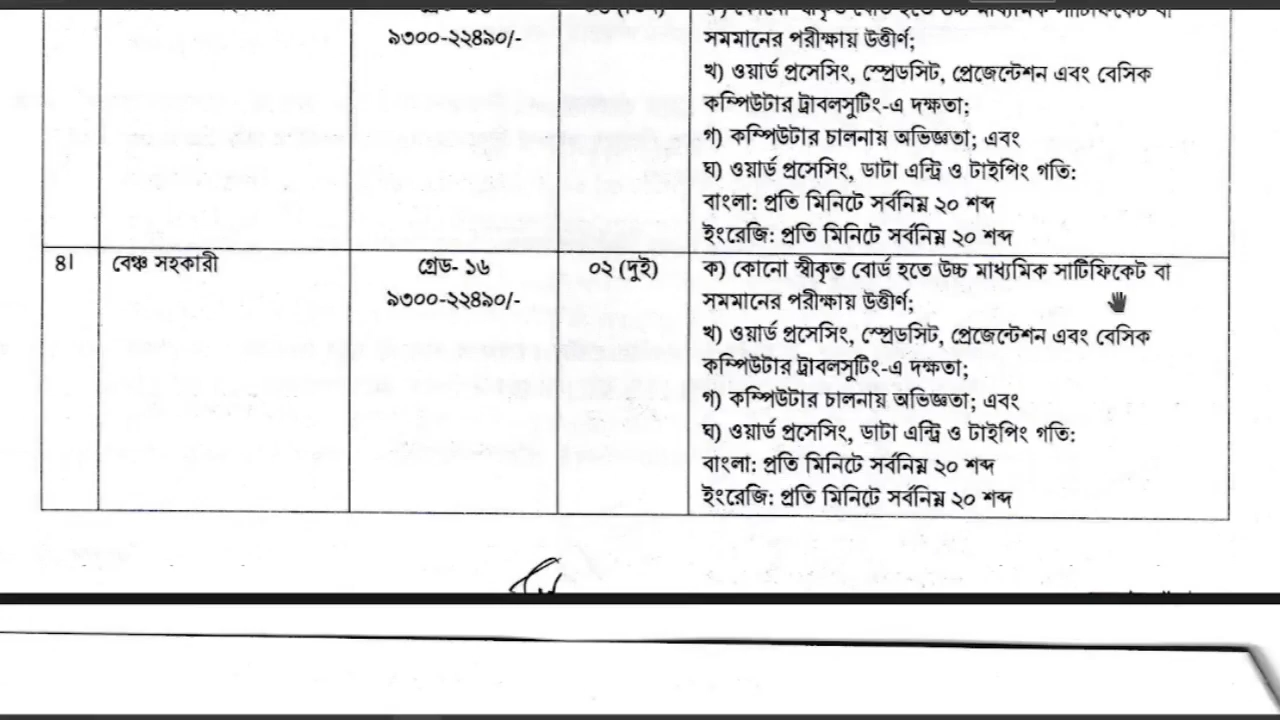 গ্রেড- ১৬
ক) কোনো স্বীকৃত বোর্ড হতে উচ্চ মাধ্যমিক সার্টিফিকেট বা
৯৩০০-২২৪৯০/-
সমমানের পরীক্ষায় উত্তীর্ণ;
খ) ওয়ার্ড প্রসেসিং, স্প্রেডসিট, প্রেজেন্টেশন এবং বেসিক
কম্পিউটার ট্রাবলসুটিং-এ দক্ষতা;
গ) কম্পিউটার চালনায় অভিজ্ঞতা; এবং
ঘ) ওয়ার্ড প্রসেসিং, ডাটা এন্ট্রি ও টাইপিং গতি:
বাংলা: প্রতি মিনিটে সর্বনিম্ন ২০ শব্দ
ইংরেজি: প্রতি মিনিটে সর্বনিম্ন ২০ শব্দ
৪। বেঞ্চ সহকারী গ্রেড- ১৬ ০২ (দুই) ক) কোনো স্বীকৃত বোর্ড হতে উচ্চ মাধ্যমিক সার্টিফিকেট বা
৯৩০০-২২৪৯০/- সমমানের পরীক্ষায় উত্তীর্ণ;
খ) ওয়ার্ড প্রসেসিং, স্প্রেডসিট, প্রেজেন্টেশন এবং বেসিক
কম্পিউটার ট্রাবলসুটিং-এ দক্ষতা;
গ) কম্পিউটার চালনায় অভিজ্ঞতা; এবং
ঘ) ওয়ার্ড প্রসেসিং, ডাটা এন্ট্রি ও টাইপিং গতি:
বাংলা: প্রতি মিনিটে সর্বনিম্ন ২০ শব্দ
ইংরেজি: প্রতি মিনিটে সর্বনিম্ন ২০ শব্দ